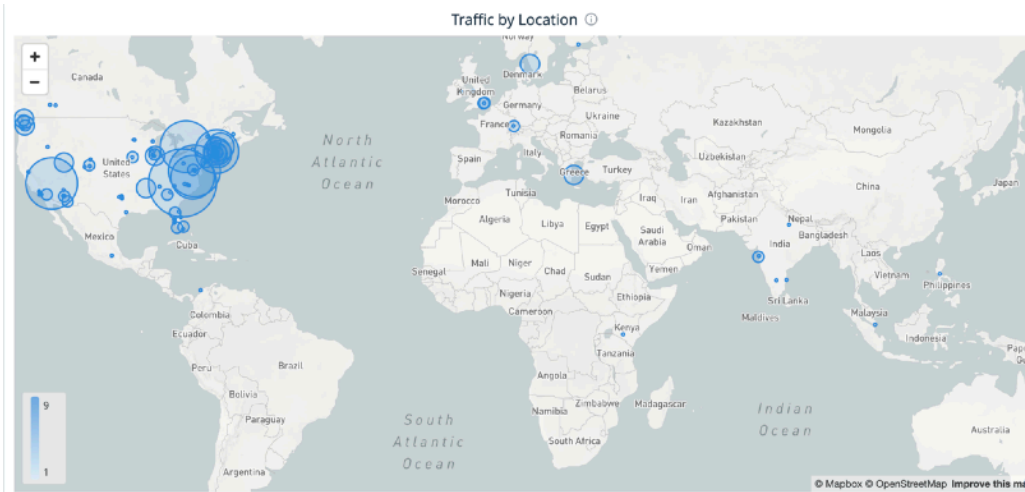 Traffic by Location
+
−
Norway
Canada
United
Kingdom
Denmark
Belarus
Germany
Ukraine
Kazakhstan
Mongolia
France
Romania
North
Atlantic
Ocean
United
States
Italy
Uzbekistan
Spain
Greece
Turkey
China
Japan
Tunisia
Morocco
Iraq
Iran
Afghanistan
Algeria
Libya
Egypt
Pakistan
Nepal
Mexico
Saudi
Arabia
Bangladesh
Cuba
India
Oman
Laos
Mali
Niger
Chad
Sudan
Yemen
Senegal
Vietnam
Philippines
Nigeria
Ethiopia
Sri Lanka
Cameroon
Colombia
Maldives
Malaysia
Kenya
Ecuador
Indonesia
Tanzania
Peru
Brazil
Angola
Bolivia
Zimbabwe
Madagascar
Namibia
Indian
Ocean
9
Paraguay
South
Atlantic
Ocean
South Africa
Australia
1
Argentina
© Mapbox © OpenStreetMap Improve this ma